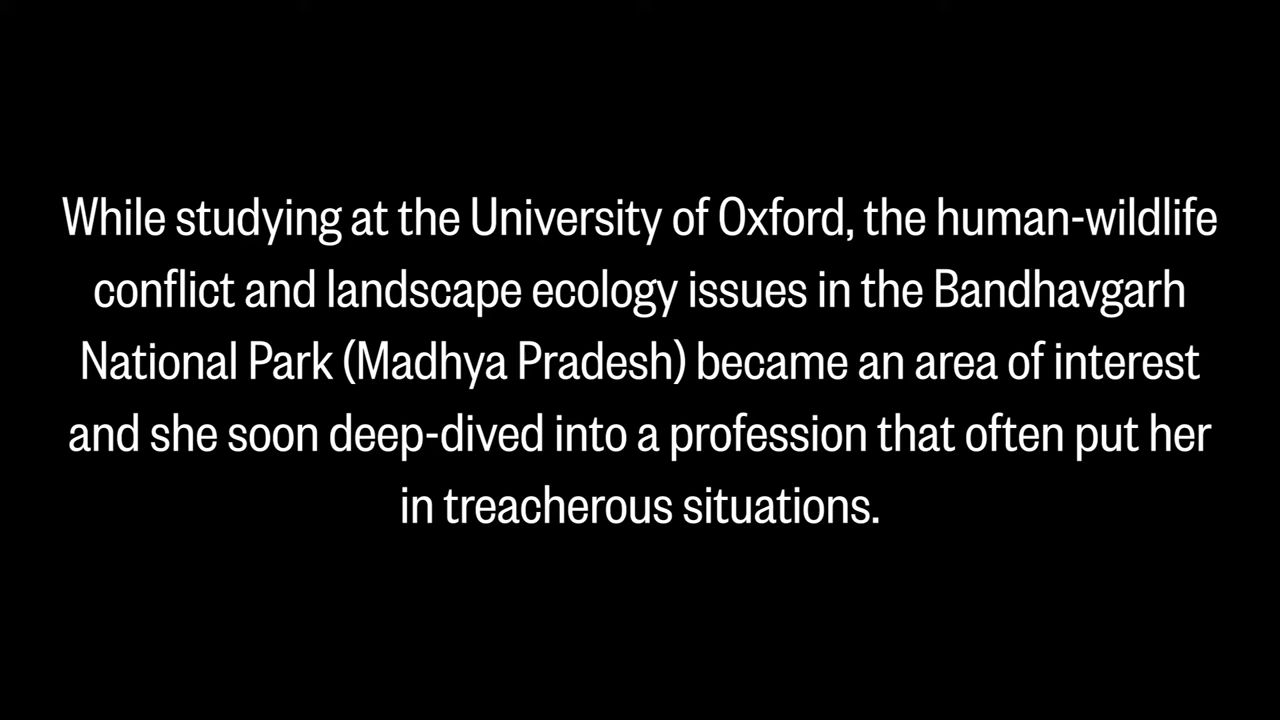 While studying at the University of Oxford, the human-wildlife
conflict and landscape ecology issues in the Bandhavgarh
National Park (Madhya Pradesh) became an area of interest
and she soon deep-dived into a profession that often put her
in treacherous situations.